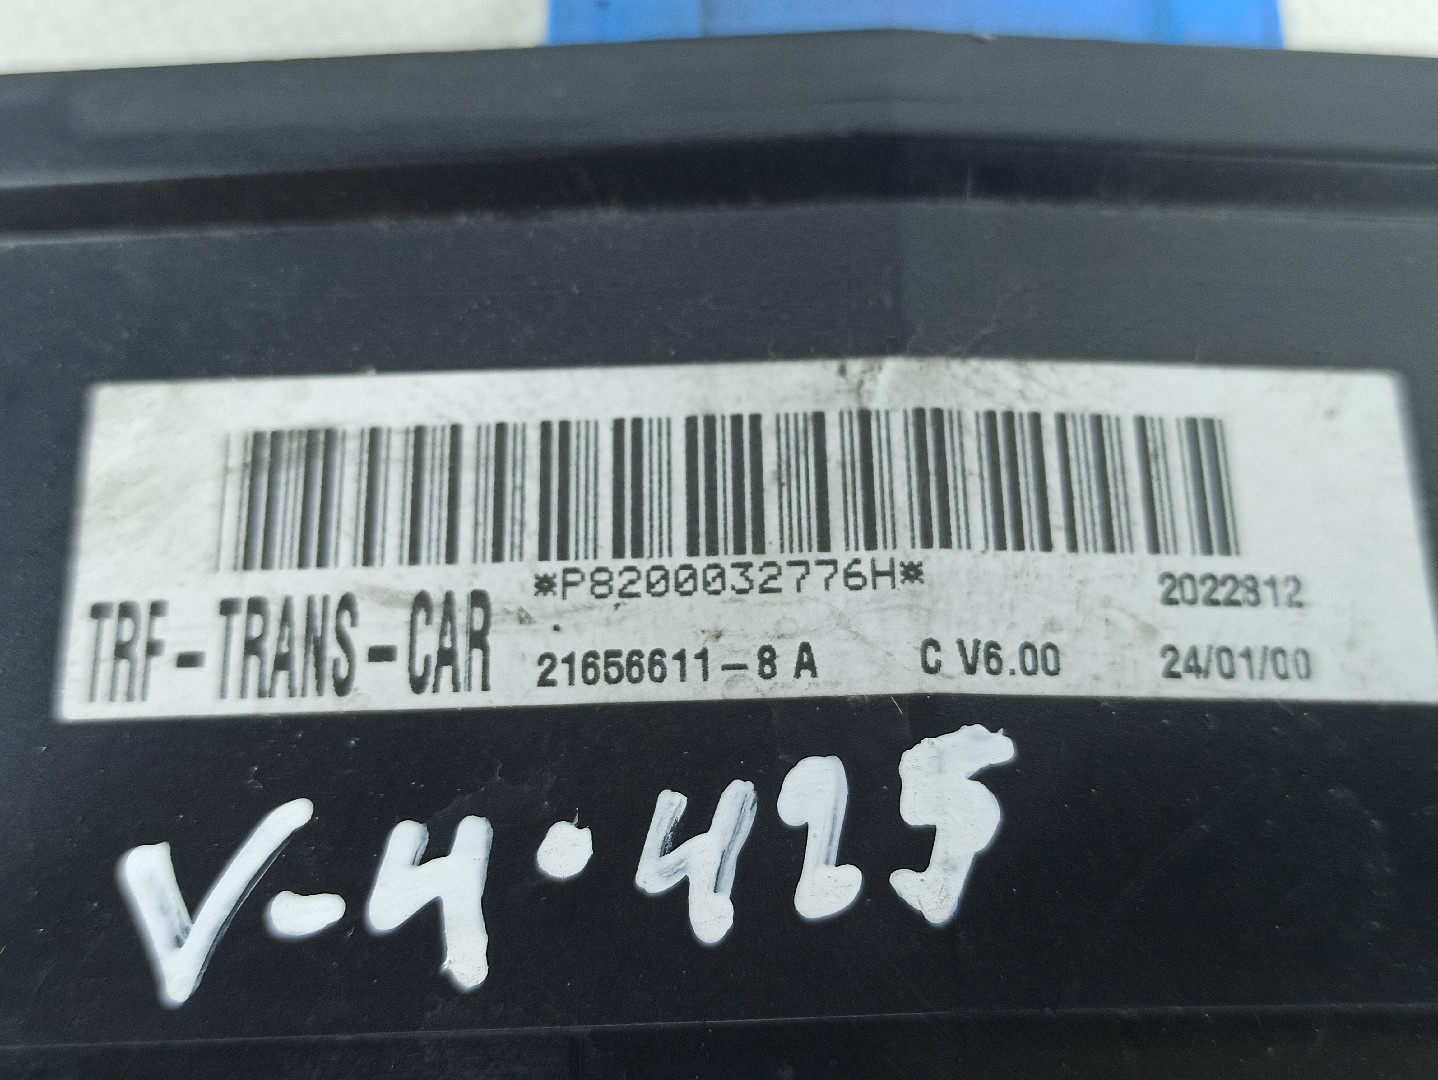 *P8200032776H* 2022812
TRF-TRANS-CAR 21656611-8 A C V6.00 24/01/00
V-4.425